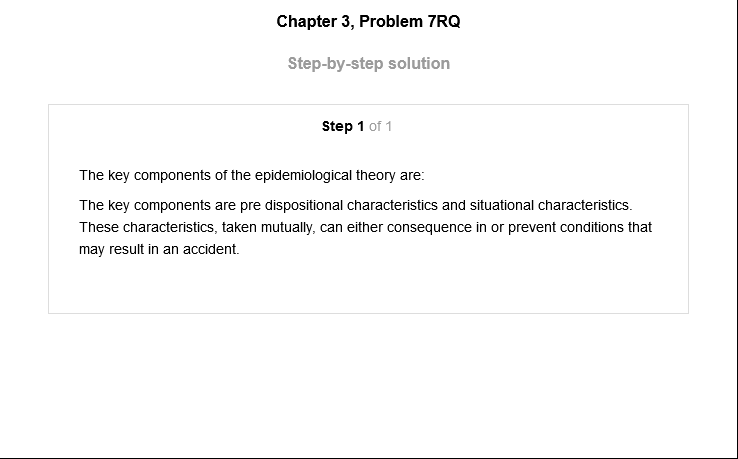 Chapter 3, Problem 7RQ
Step-by-step solution
Step 1 of 1
The key components of the epidemiological theory are:
The key components are pre dispositional characteristics and situational characteristics.
These characteristics, taken mutually, can either consequence in or prevent conditions that
may result in an accident.